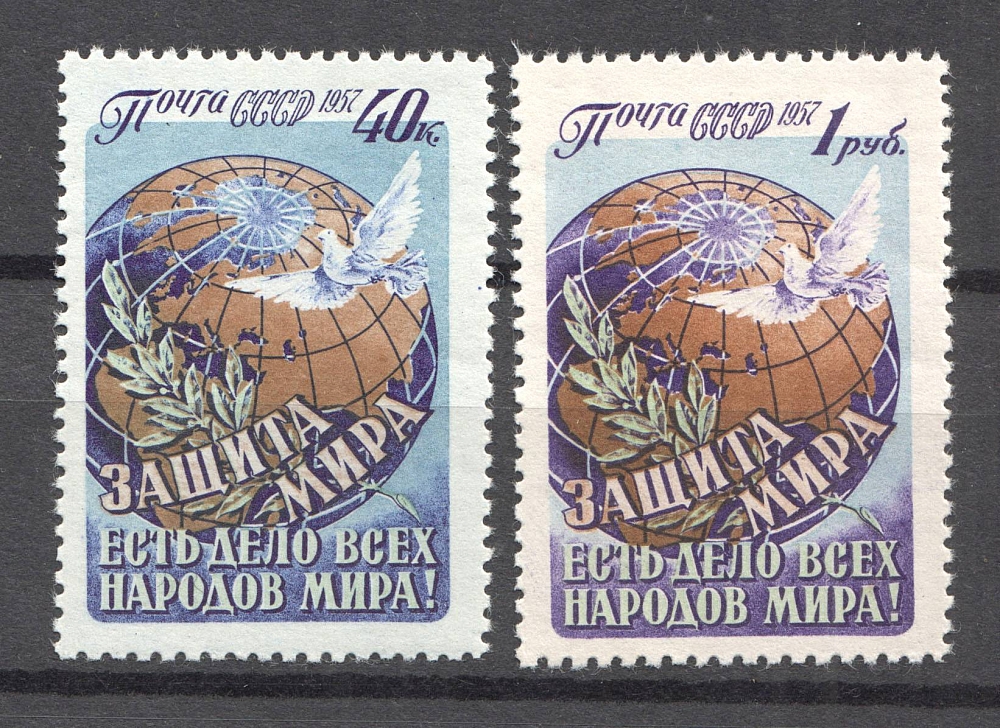 Почта СССР 1957 40к.
ЗАЩИТА
МИРА
ЕСТЬ ДЕЛО ВСЕХ
НАРОДОВ МИРА!
Почта СССР 1957 1 руб.
ЗАЩИТА
МИРА
ЕСТЬ ДЕЛО ВСЕХ
НАРОДОВ МИРА!